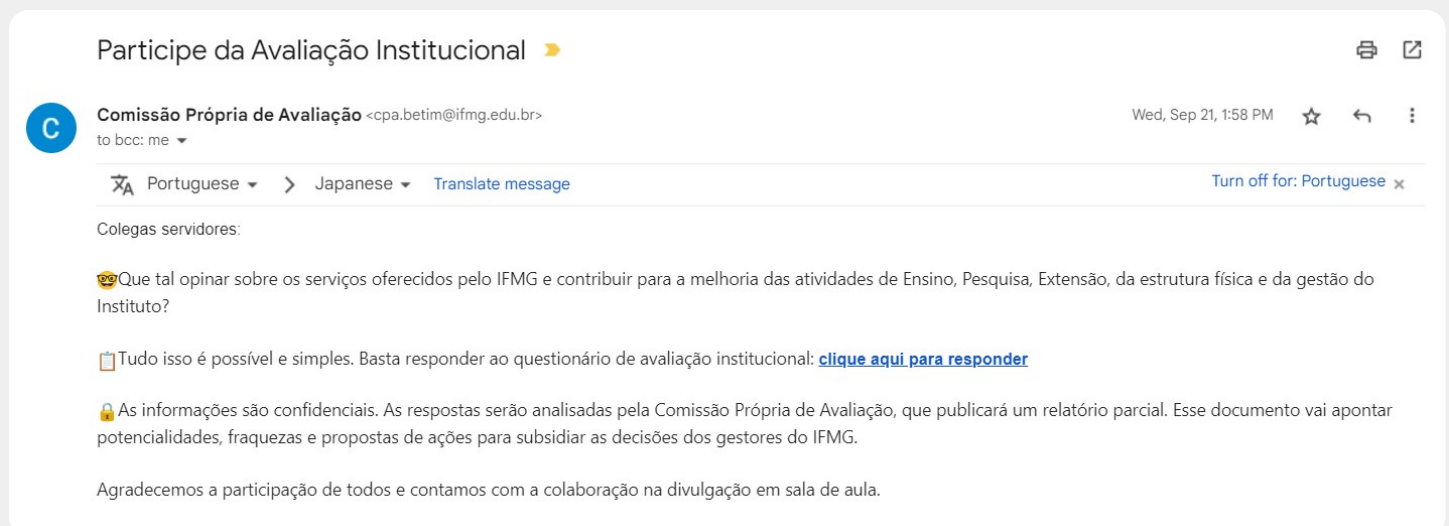 Participe da Avaliação Institucional
C
Comissão Própria de Avaliação <cpa.betim@ifmg.edu.br>
Wed, Sep 21, 1:58 PM
to bcc: me
Portuguese
Japanese
Translate message
Turn off for: Portuguese
Colegas servidores:
🤓Que tal opinar sobre os serviços oferecidos pelo IFMG e contribuir para a melhoria das atividades de Ensino, Pesquisa, Extensão, da estrutura física e da gestão do
Instituto?
📋Tudo isso é possível e simples. Basta responder ao questionário de avaliação institucional: clique aqui para responder
🔒As informações são confidenciais. As respostas serão analisadas pela Comissão Própria de Avaliação, que publicará um relatório parcial. Esse documento vai apontar
potencialidades, fraquezas e propostas de ações para subsidiar as decisões dos gestores do IFMG.
Agradecemos a participação de todos e contamos com a colaboração na divulgação em sala de aula.